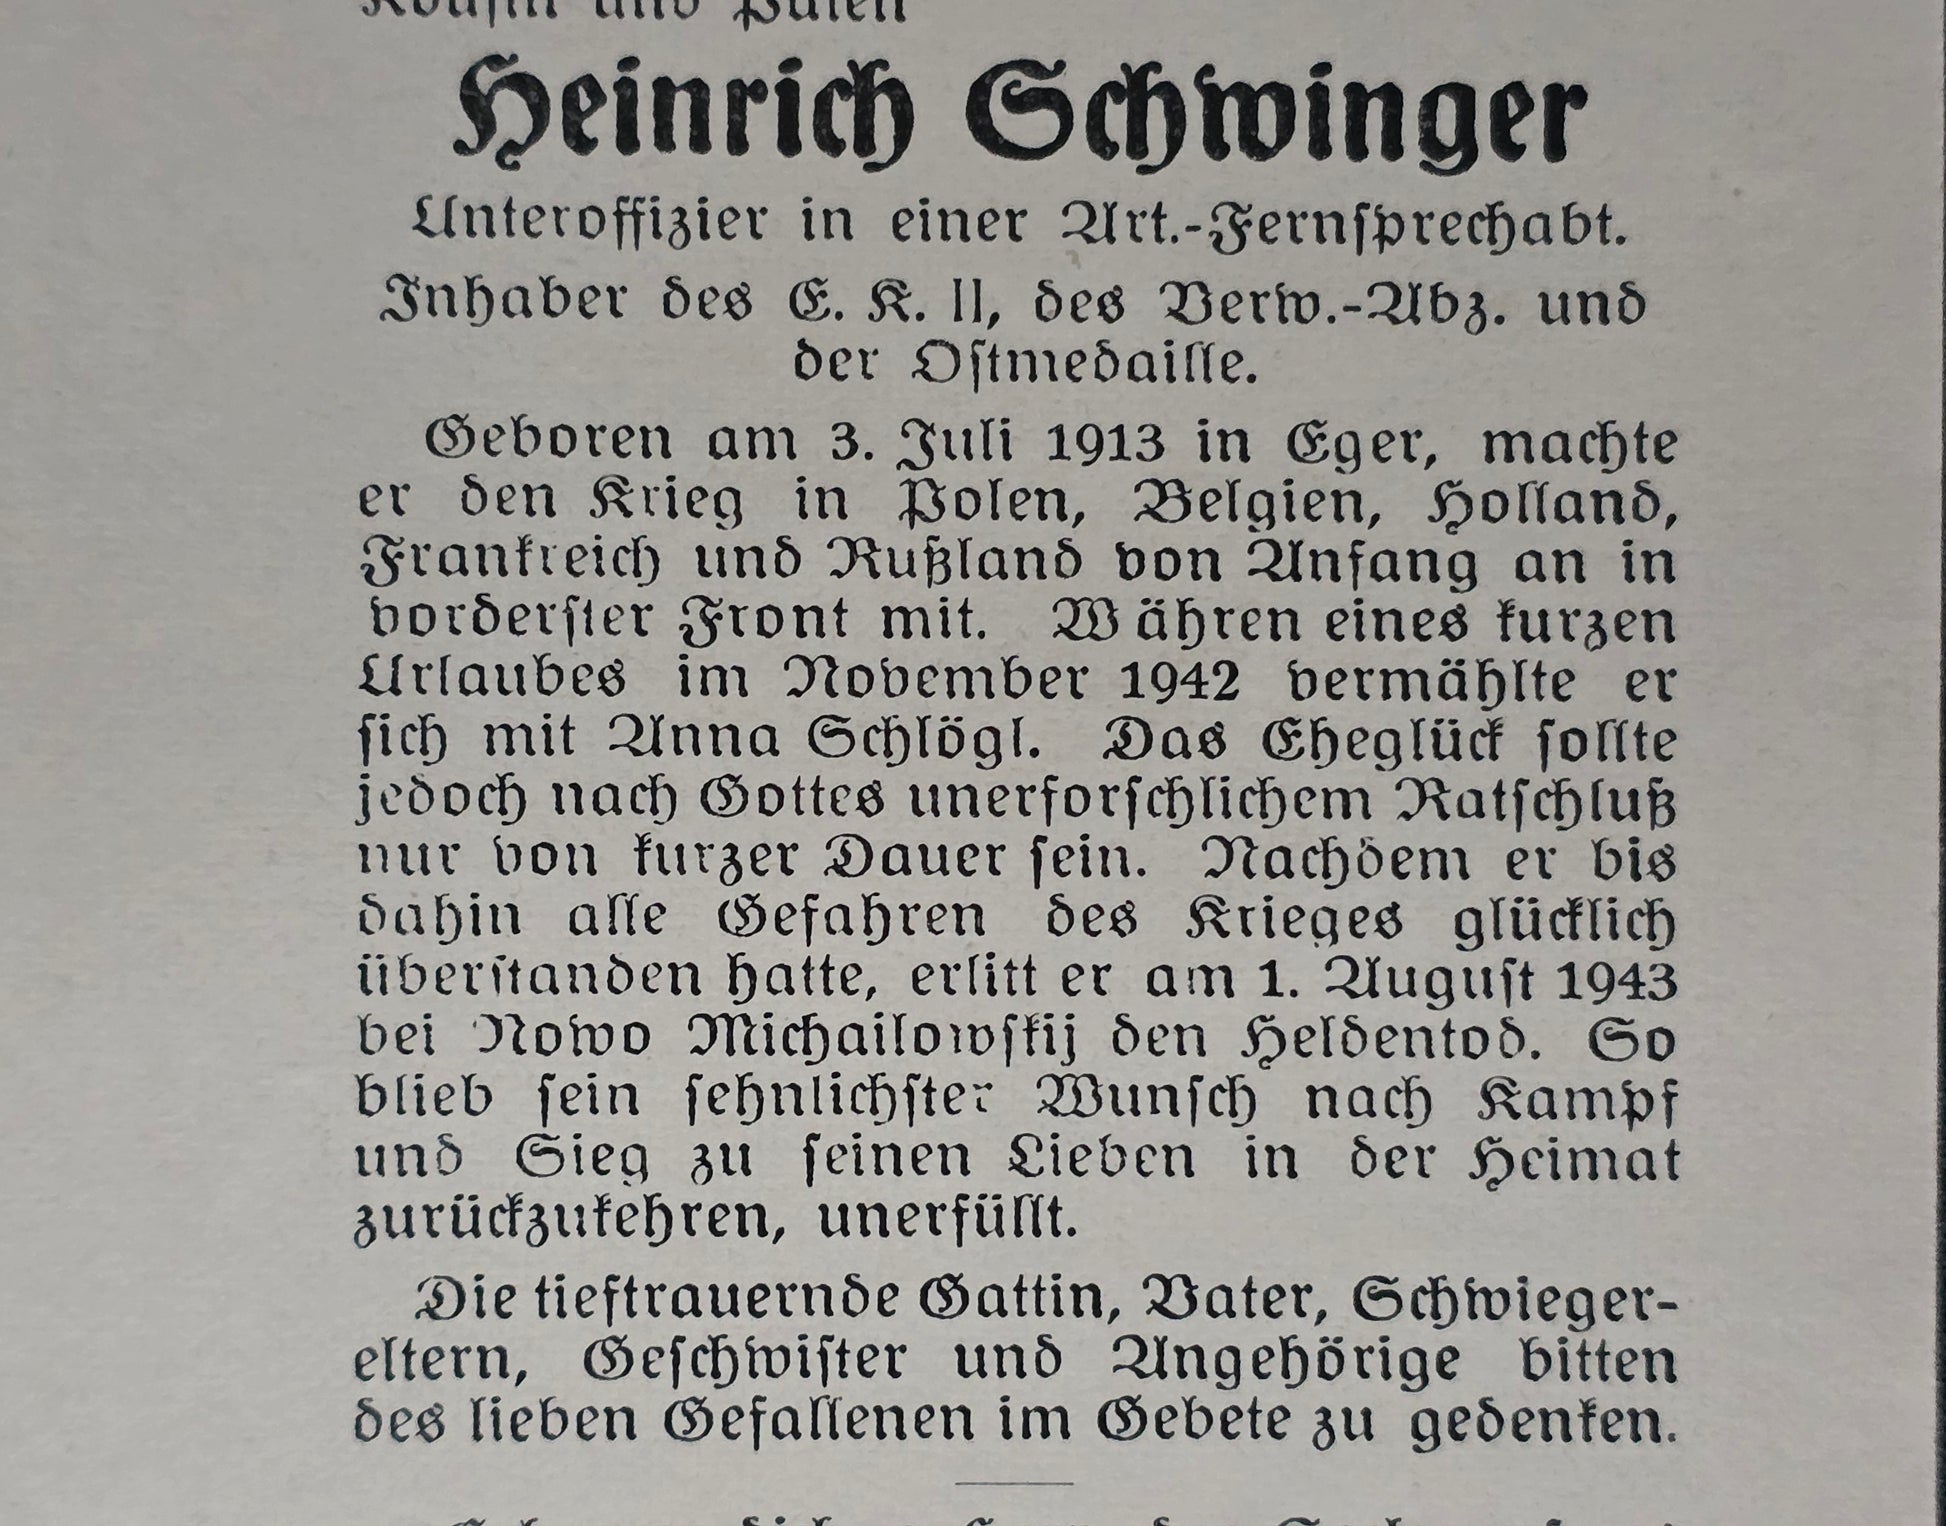 Kousin und Paten
Heinrich Schwinger
Unteroffizier in einer Art.-Fernsprechabt.
Inhaber des E. K. II, des Verw.-Abz. und
der Ostmedaille.
Geboren am 3. Juli 1913 in Eger, machte
er den Krieg in Polen, Belgien, Holland,
Frankreich und Rußland von Anfang an in
vorderster Front mit. Währen eines kurzen
Urlaubes im November 1942 vermählte er
sich mit Anna Schlögl. Das Eheglück sollte
jedoch nach Gottes unerforschlichem Ratschluß
nur von kurzer Dauer sein. Nachdem er bis
dahin alle Gefahren des Krieges glücklich
überstanden hatte, erlitt er am 1. August 1943
bei Nowo Michailowskij den Heldentod. So
blieb sein sehnlichster Wunsch nach Kampf
und Sieg zu seinen Lieben in der Heimat
zurückzukehren, unerfüllt.
Die tieftrauernde Gattin, Vater, Schwieger-
eltern, Geschwister und Angehörige bitten
des lieben Gefallenen im Gebete zu gedenken.